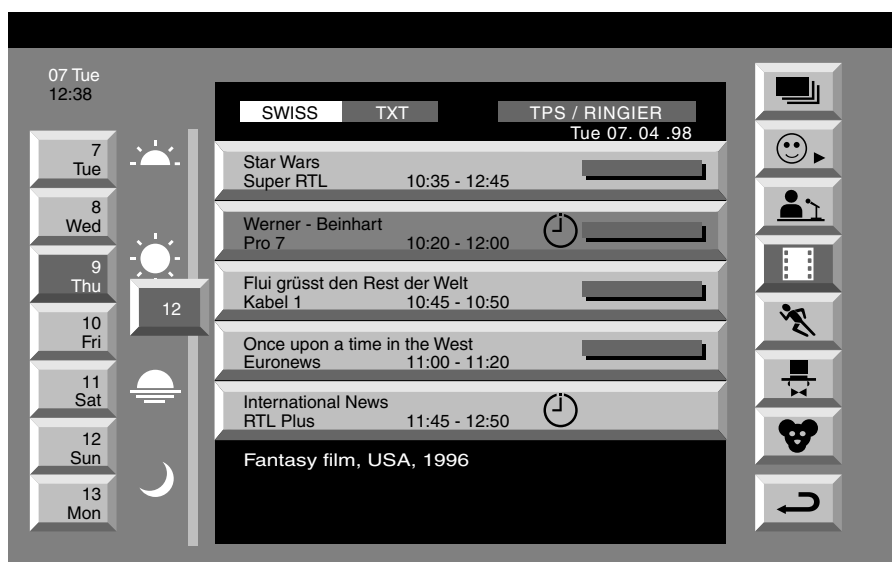 07 Tue
12:38
SWISS TXT TPS / RINGIER
Tue 07. 04 .98
7
Tue
8
Wed
9
Thu
10
Fri
11
Sat
12
Sun
13
Mon
12
Star Wars
Super RTL 10:35 - 12:45
Werner - Beinhart
Pro 7 10:20 - 12:00
Flui grüsst den Rest der Welt
Kabel 1 10:45 - 10:50
Once upon a time in the West
Euronews 11:00 - 11:20
International News
RTL Plus 11:45 - 12:50
Fantasy film, USA, 1996